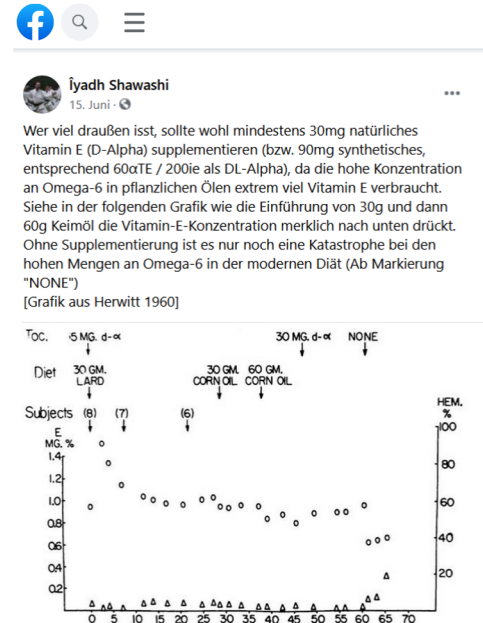 f
Îyadh Shawashi
15. Juni ·
Wer viel draußen isst, sollte wohl mindestens 30mg natürliches
Vitamin E (D-Alpha) supplementieren (bzw. 90mg synthetisches,
entsprechend 60αTE / 200ie als DL-Alpha), da die hohe Konzentration
an Omega-6 in pflanzlichen Ölen extrem viel Vitamin E verbraucht.
Siehe in der folgenden Grafik wie die Einführung von 30g und dann
60g Keimöl die Vitamin-E-Konzentration merklich nach unten drückt.
Ohne Supplementierung ist es nur noch eine Katastrophe bei den
hohen Mengen an Omega-6 in der modernen Diät (Ab Markierung
"NONE")
[Grafik aus Herwitt 1960]
TOC. 5 MG. d-α 30 MG. d-α NONE
Diet 30 GM. LARD 30 GM. CORN OIL 60 GM. CORN OIL
Subjects (8) (7) (6)
E MG. %
HEM. %
1.4
1.2
1.0
0.8
0.6
0.4
0.2
100
80
60
40
20
0 5 10 15 20 25 30 35 40 45 50 55 60 65 70